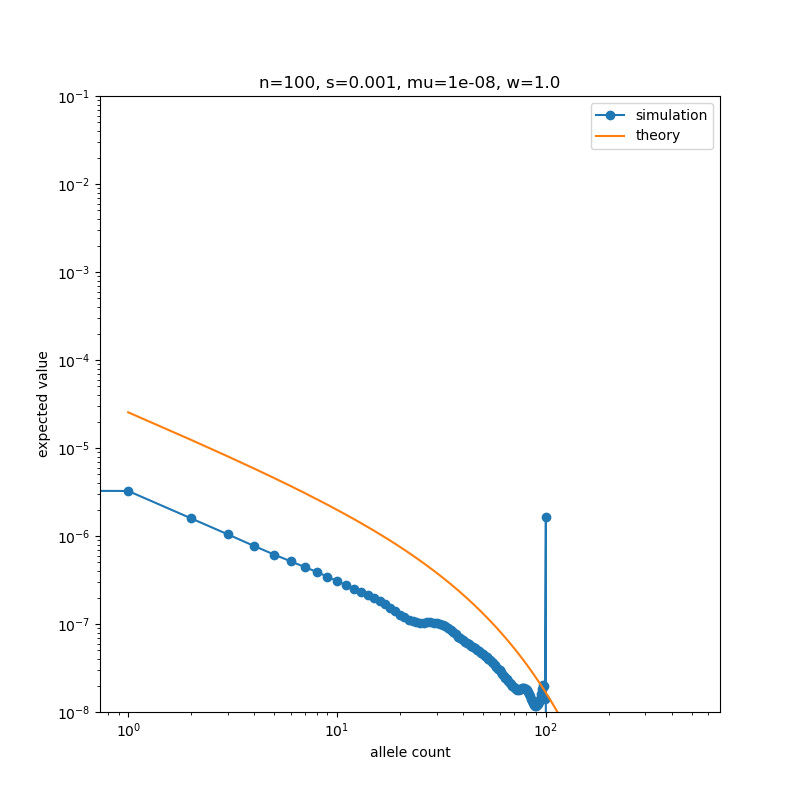 n=100, s=0.001, mu=1e-08, w=1.0
simulation
theory
10⁻¹
10⁻²
10⁻³
10⁻⁴
10⁻⁵
10⁻⁶
10⁻⁷
10⁻⁸
expected value
10⁰
10¹
10²
allele count